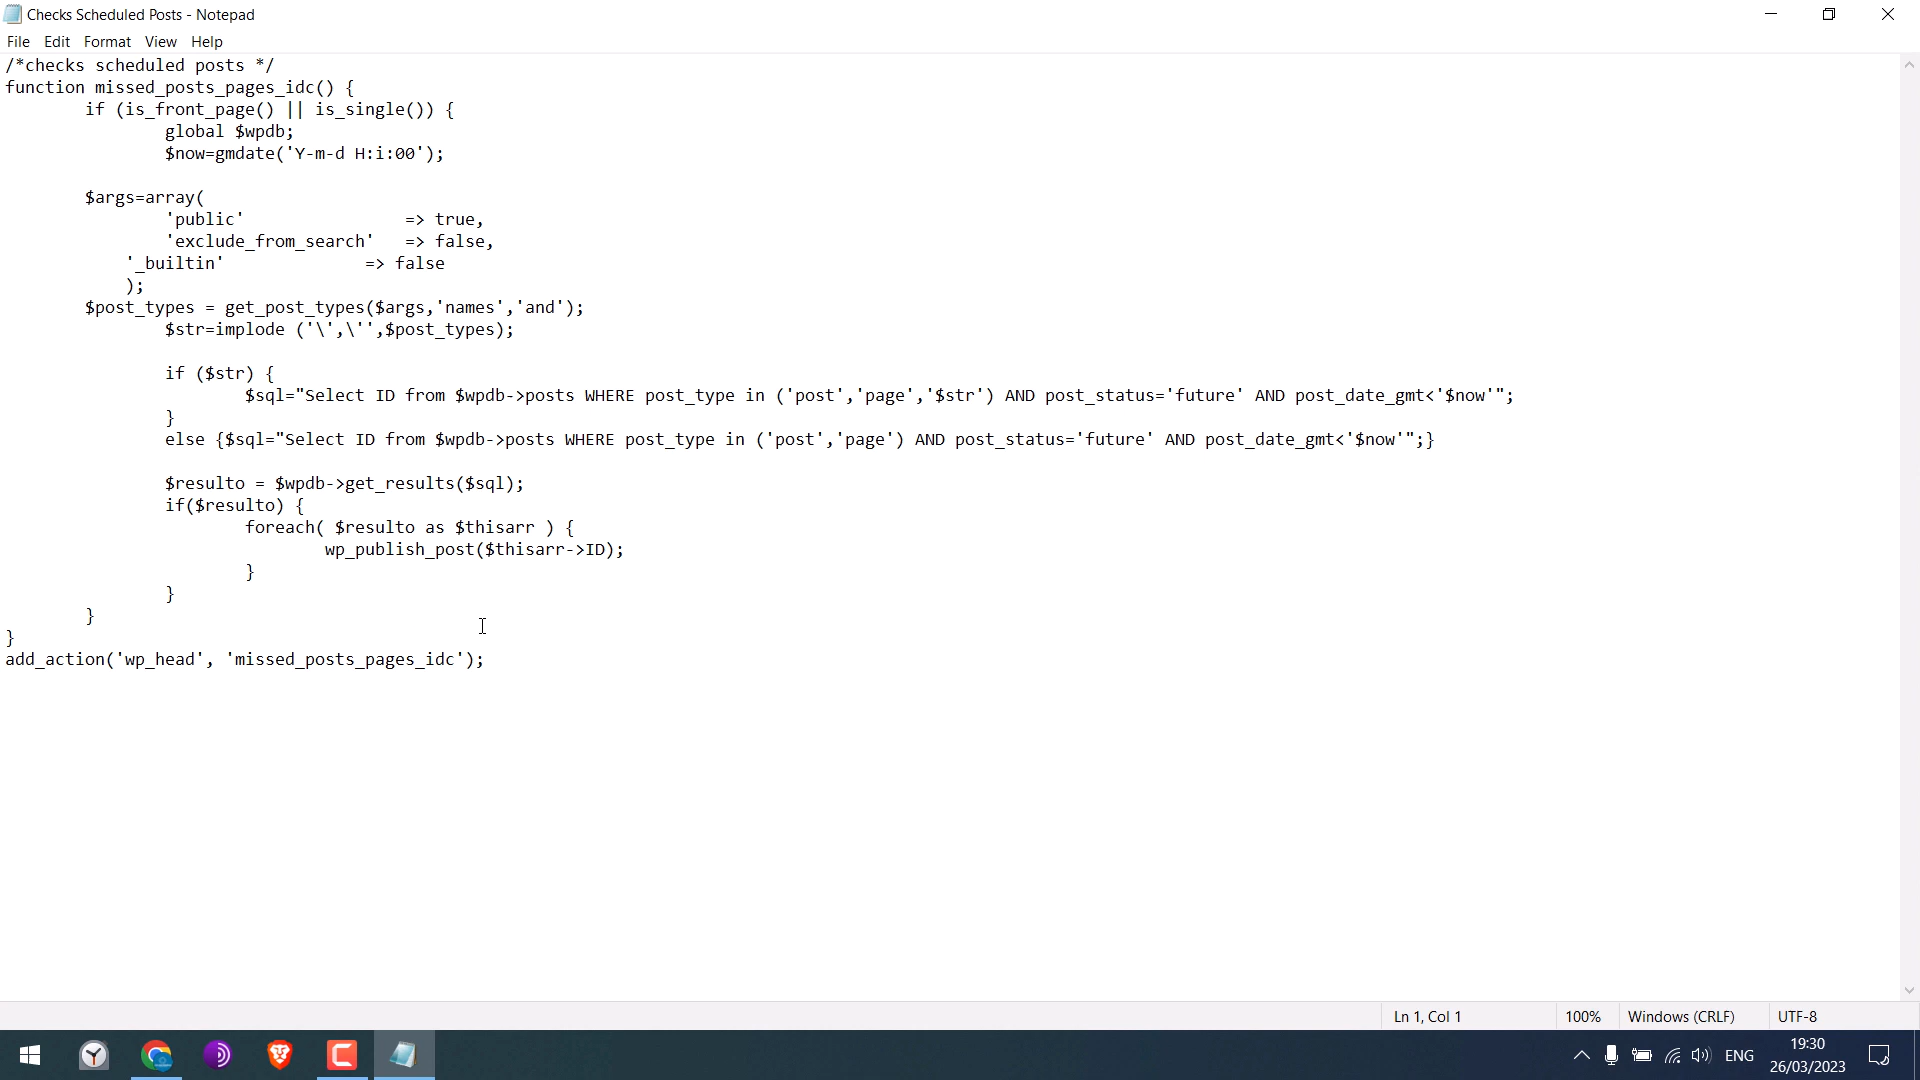 Checks Scheduled Posts - Notepad
File Edit Format View Help
/*checks scheduled posts */
function missed_posts_pages_idc() {
if (is_front_page() || is_single()) {
global $wpdb;
$now=gmdate('Y-m-d H:i:00');
$args=array(
'public' => true,
'exclude_from_search' => false,
'_builtin' => false
);
$post_types = get_post_types($args,'names','and');
$str=implode ('\',\'',$post_types);
if ($str) {
$sql="Select ID from $wpdb->posts WHERE post_type in ('post','page','$str') AND post_status='future' AND post_date_gmt<'$now'";
}
else {$sql="Select ID from $wpdb->posts WHERE post_type in ('post','page') AND post_status='future' AND post_date_gmt<'$now'";}
$resulto = $wpdb->get_results($sql);
if($resulto) {
foreach( $resulto as $thisarr ) {
wp_publish_post($thisarr->ID);
}
}
}
}
add_action('wp_head', 'missed_posts_pages_idc');
Ln 1, Col 1 100% Windows (CRLF) UTF-8
ENG
19:30
26/03/2023